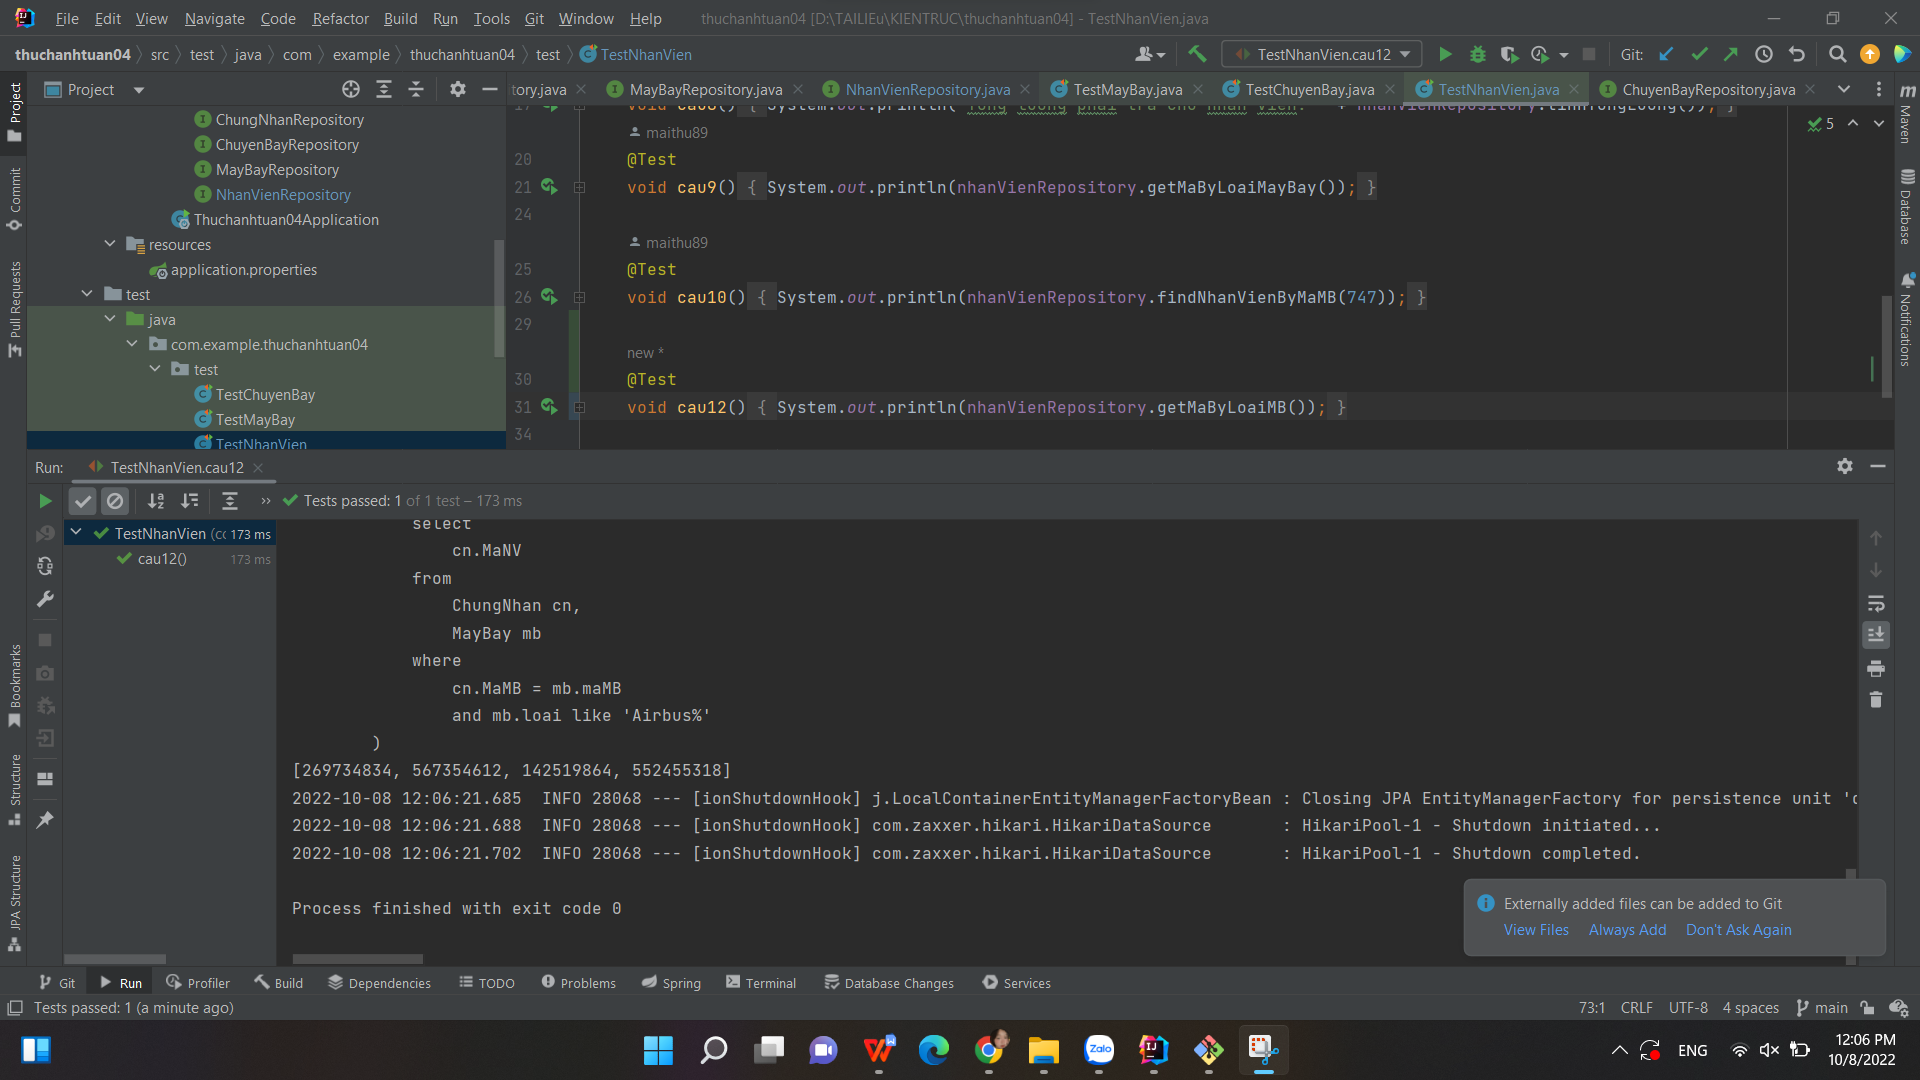 File Edit View Navigate Code Refactor Build Run Tools Git Window Help thuchanhtuan04 [D:\TAILIEu\KIENTRUC\thuchanhtuan04] - TestNhanVien.java
thuchanhtuan04 src test java com example thuchanhtuan04 test TestNhanVien TestNhanVien.cau12 Git:
Project tory.java MayBayRepository.java NhanVienRepository.java TestMayBay.java TestChuyenBay.java TestNhanVien.java ChuyenBayRepository.java
Project
Commit
Pull Requests
Bookmarks
Structure
JPA Structure
ChungNhanRepository
ChuyenBayRepository
MayBayRepository
NhanVienRepository
Thuchanhtuan04Application
resources
application.properties
test
java
com.example.thuchanhtuan04
test
TestChuyenBay
TestMayBay
TestNhanVien
5
maithu89
20 @Test
21 void cau9() { System.out.println(nhanVienRepository.getMaByLoaiMayBay()); }
24
maithu89
25 @Test
26 void cau10() { System.out.println(nhanVienRepository.findNhanVienByMaMB(747)); }
29
new *
30 @Test
31 void cau12() { System.out.println(nhanVienRepository.getMaByLoaiMB()); }
34
Maven
Database
Notifications
Run: TestNhanVien.cau12
Tests passed: 1 of 1 test – 173 ms
TestNhanVien (cc 173 ms
cau12() 173 ms
select
cn.MaNV
from
ChungNhan cn,
MayBay mb
where
cn.MaMB = mb.maMB
and mb.loai like 'Airbus%'
)
[269734834, 567354612, 142519864, 552455318]
2022-10-08 12:06:21.685 INFO 28068 --- [ionShutdownHook] j.LocalContainerEntityManagerFactoryBean : Closing JPA EntityManagerFactory for persistence unit 'd
2022-10-08 12:06:21.688 INFO 28068 --- [ionShutdownHook] com.zaxxer.hikari.HikariDataSource : HikariPool-1 - Shutdown initiated...
2022-10-08 12:06:21.702 INFO 28068 --- [ionShutdownHook] com.zaxxer.hikari.HikariDataSource : HikariPool-1 - Shutdown completed.
Process finished with exit code 0
Externally added files can be added to Git
View Files Always Add Don't Ask Again
Git Run Profiler Build Dependencies TODO Problems Spring Terminal Database Changes Services
Tests passed: 1 (a minute ago) 73:1 CRLF UTF-8 4 spaces main
Zalo
ENG
12:06 PM
10/8/2022